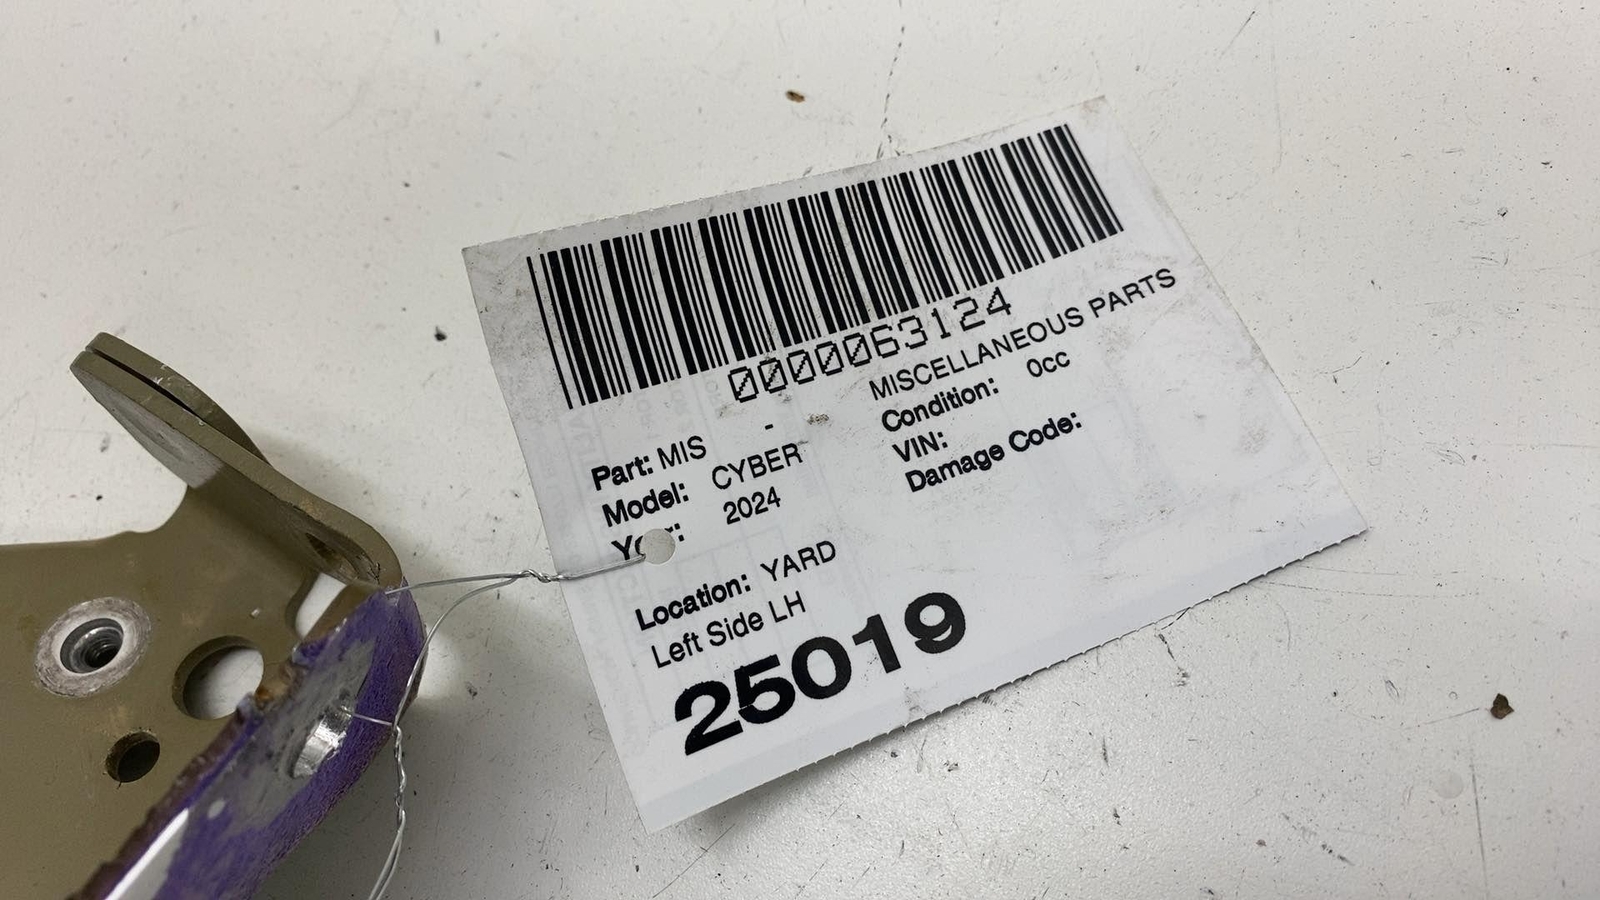 0000063124
Part: MIS - MISCELLANEOUS PARTS
Model: CYBER Condition: 0cc
Year: 2024 VIN:
Damage Code:
Location: YARD
Left Side LH
25019